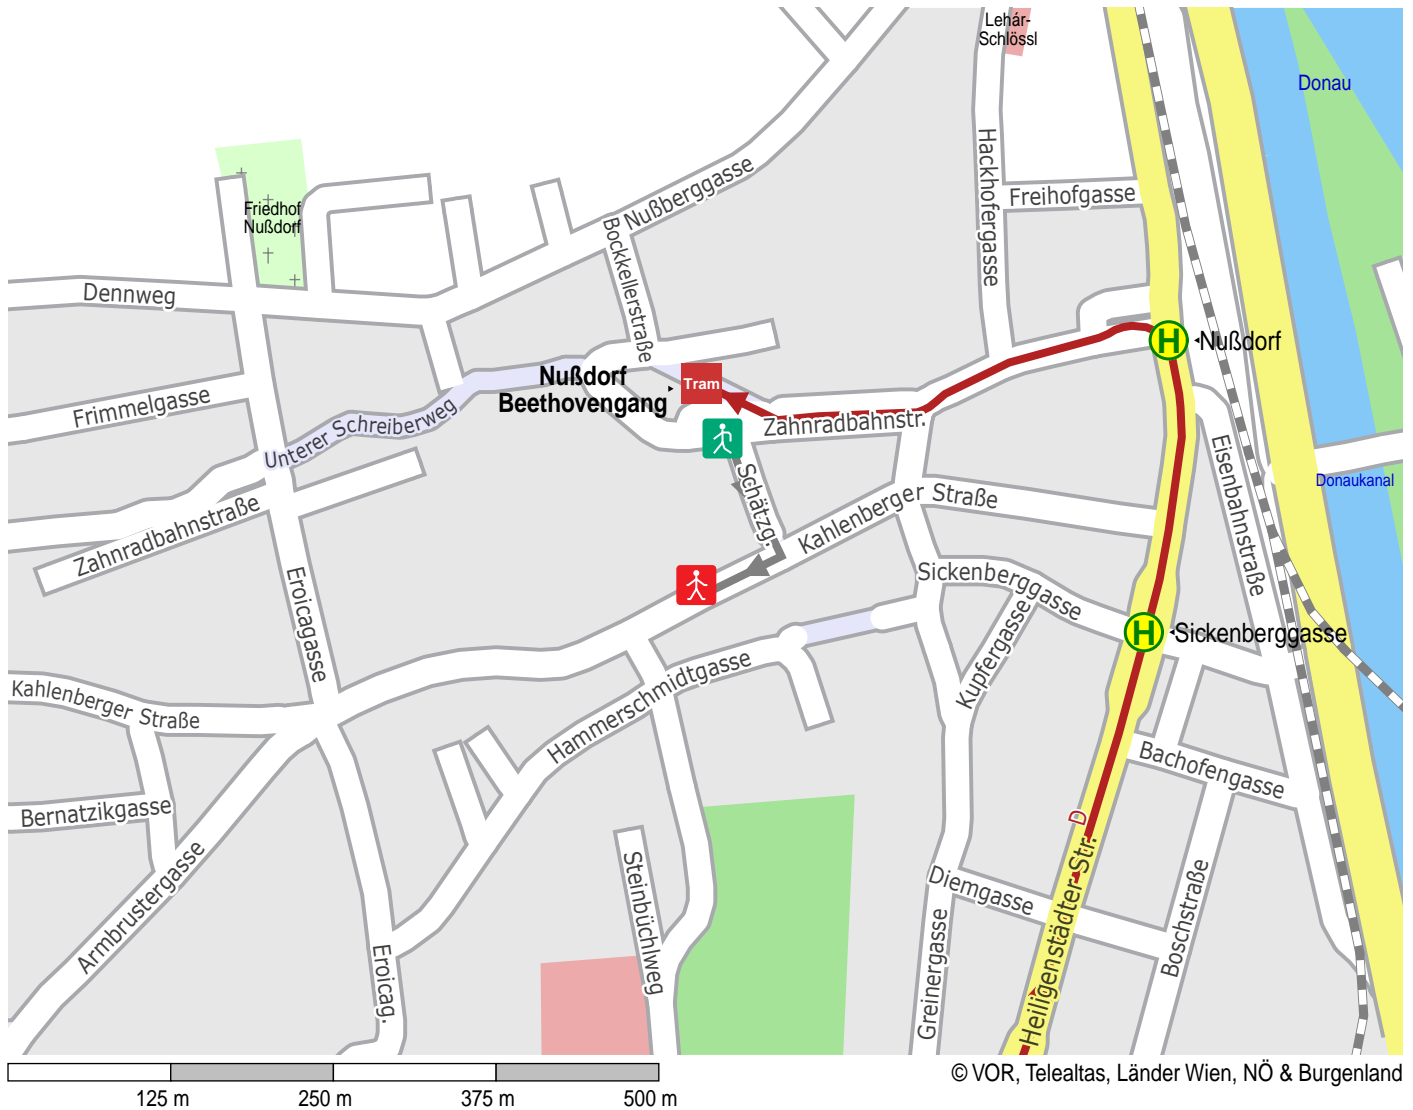 Lehár-
Schlössl
Donau
Hackhofergasse
Freihofgasse
Nußberggasse
Friedhof
Nußdorf
Bockkellerstraße
Dennweg
H
Nußdorf
Nußdorf
Beethovengang
Tram
Frimmelgasse
Unterer Schreiberweg
Zahnradbahnstr.
Eisenbahnstraße
Donaukanal
Schätzg.
Kahlenberger Straße
Zahnradbahnstraße
Eroicagasse
Sickenberggasse
Kupfergasse
H
Sickenberggasse
Kahlenberger Straße
Hammerschmidtgasse
Bachofengasse
Bernatzikgasse
D
Armbrustergasse
Steinbüchlweg
Diemgasse
Heiligenstädter Str.
Boschstraße
Greinergasse
Eroicag.
125 m
250 m
375 m
500 m
© VOR, Telealtas, Länder Wien, NÖ & Burgenland